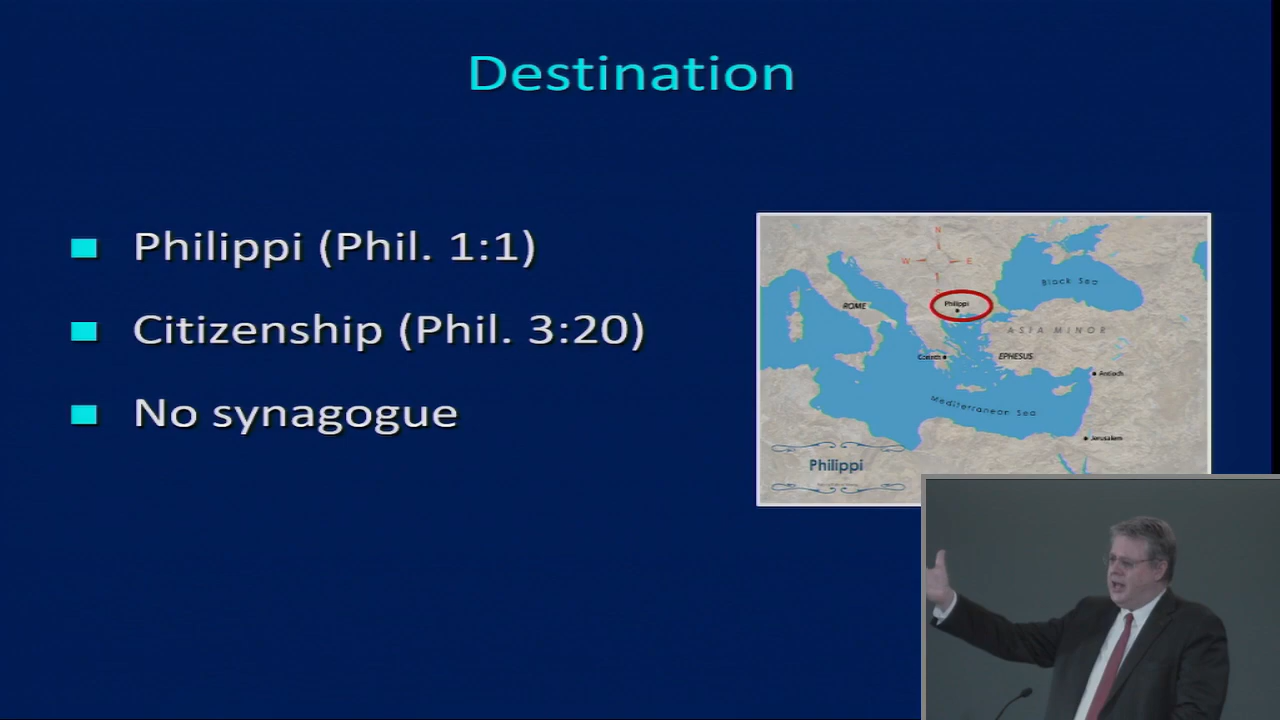 Destination
Philippi (Phil. 1:1)
Citizenship (Phil. 3:20)
No synagogue
N
W
E
Black Sea
ROME
Philippi
ASIA MINOR
Corinth
EPHESUS
Antioch
Mediterranean Sea
Jerusalem
Philippi